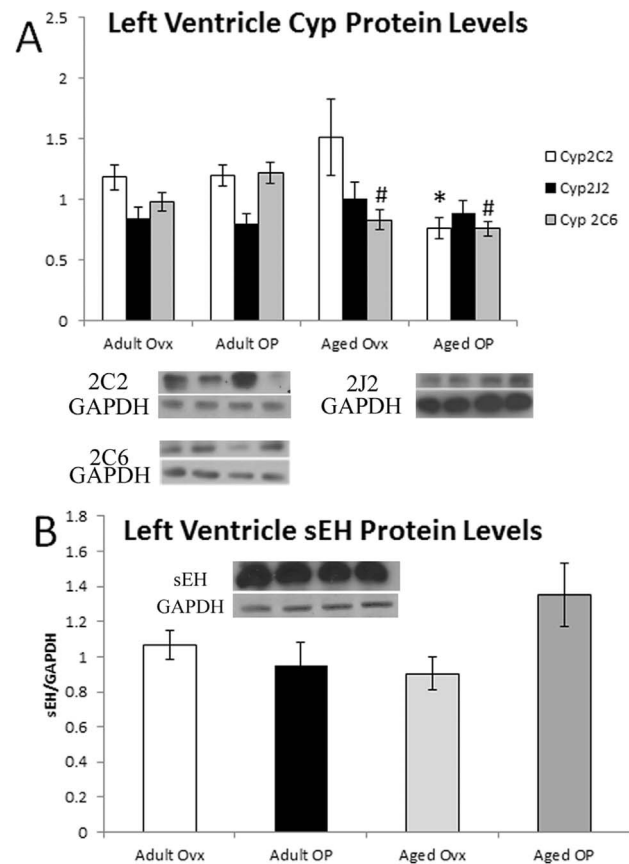 A
Left Ventricle Cyp Protein Levels
2.5
2
1.5
1
0.5
0
#
*
#
Cyp2C2
Cyp2J2
Cyp 2C6
Adult Ovx Adult OP Aged Ovx Aged OP
2C2
GAPDH
2J2
GAPDH
2C6
GAPDH
B
Left Ventricle sEH Protein Levels
1.8
1.6
1.4
1.2
1
0.8
0.6
0.4
0.2
0
sEH/GAPDH
sEH
GAPDH
Adult Ovx Adult OP Aged Ovx Aged OP